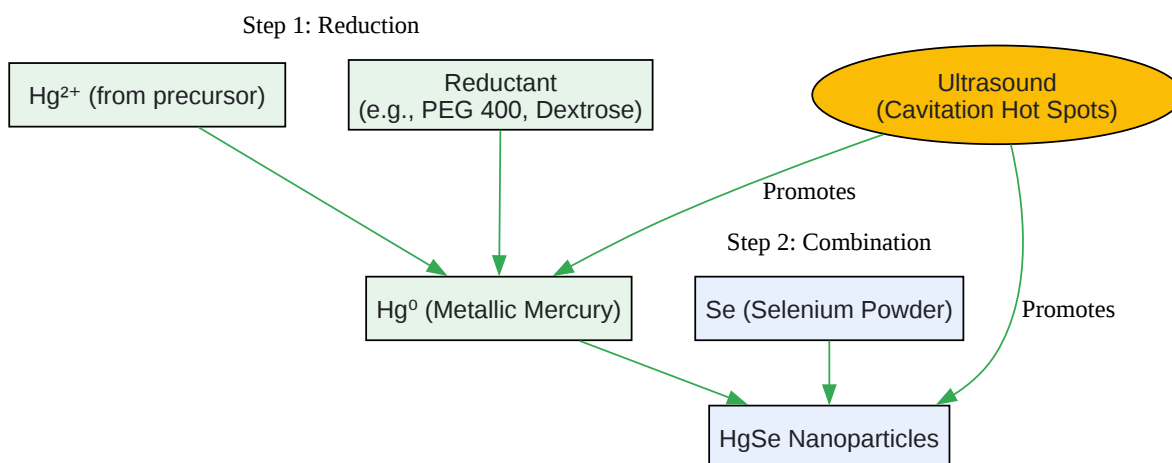 Step 1: Reduction
Hg²⁺ (from precursor)
Reductant
(e.g., PEG 400, Dextrose)
Ultrasound
(Cavitation Hot Spots)
Promotes
Step 2: Combination
Hg⁰ (Metallic Mercury)
Se (Selenium Powder)
Promotes
HgSe Nanoparticles